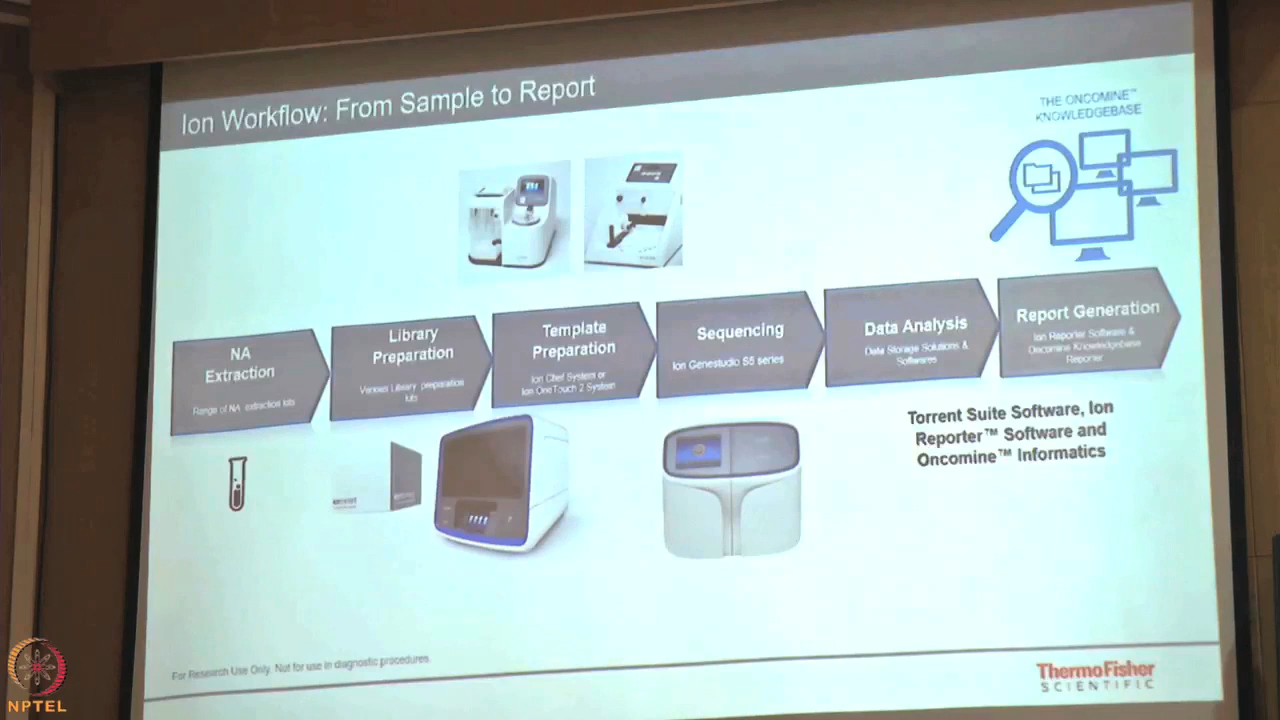 Ion Workflow: From Sample to Report
THE ONCOMINE™
KNOWLEDGEBASE
NA
Extraction
Range of NA extraction kits
Library
Preparation
Various Library preparation
kits
Template
Preparation
Ion Chef System or
Ion OneTouch 2 System
Sequencing
Ion Genestudio S5 series
Data Analysis
Data Storage Solutions &
Softwares
Report Generation
Ion Reporter Software &
Oncomine Knowledgebase
Reporter
Torrent Suite Software, Ion
Reporter™ Software and
Oncomine™ Informatics
For Research Use Only. Not for use in diagnostic procedures.
ThermoFisher
SCIENTIFIC
NPTEL